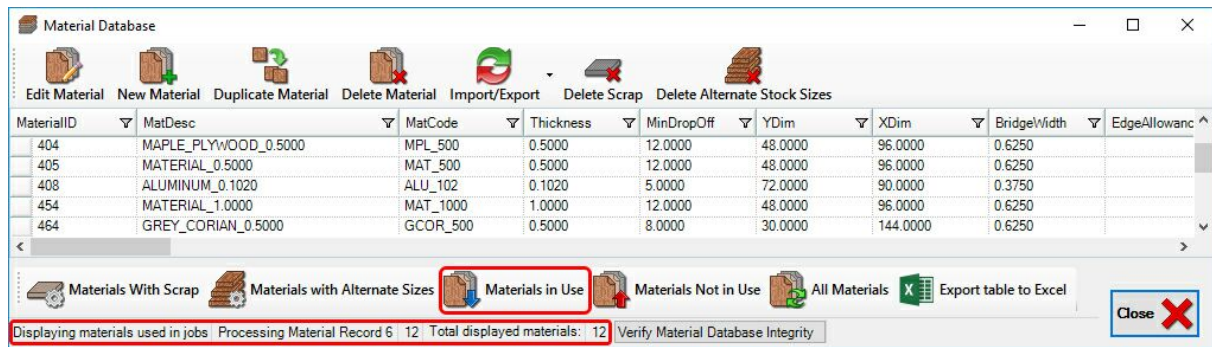 Material Database
Edit Material New Material Duplicate Material Delete Material Import/Export Delete Scrap Delete Alternate Stock Sizes
MaterialID MatDesc MatCode Thickness MinDropOff YDim XDim BridgeWidth EdgeAllowanc
404 MAPLE_PLYWOOD_0.5000 MPL_500 0.5000 12.0000 48.0000 96.0000 0.6250
405 MATERIAL_0.5000 MAT_500 0.5000 12.0000 48.0000 96.0000 0.6250
408 ALUMINUM_0.1020 ALU_102 0.1020 5.0000 72.0000 90.0000 0.3750
454 MATERIAL_1.0000 MAT_1000 1.0000 12.0000 48.0000 96.0000 0.6250
464 GREY_CORIAN_0.5000 GCOR_500 0.5000 8.0000 30.0000 144.0000 0.6250
Materials With Scrap Materials with Alternate Sizes Materials in Use Materials Not in Use All Materials Export table to Excel
Close
Displaying materials used in jobs Processing Material Record 6 12 Total displayed materials: 12 Verify Material Database Integrity